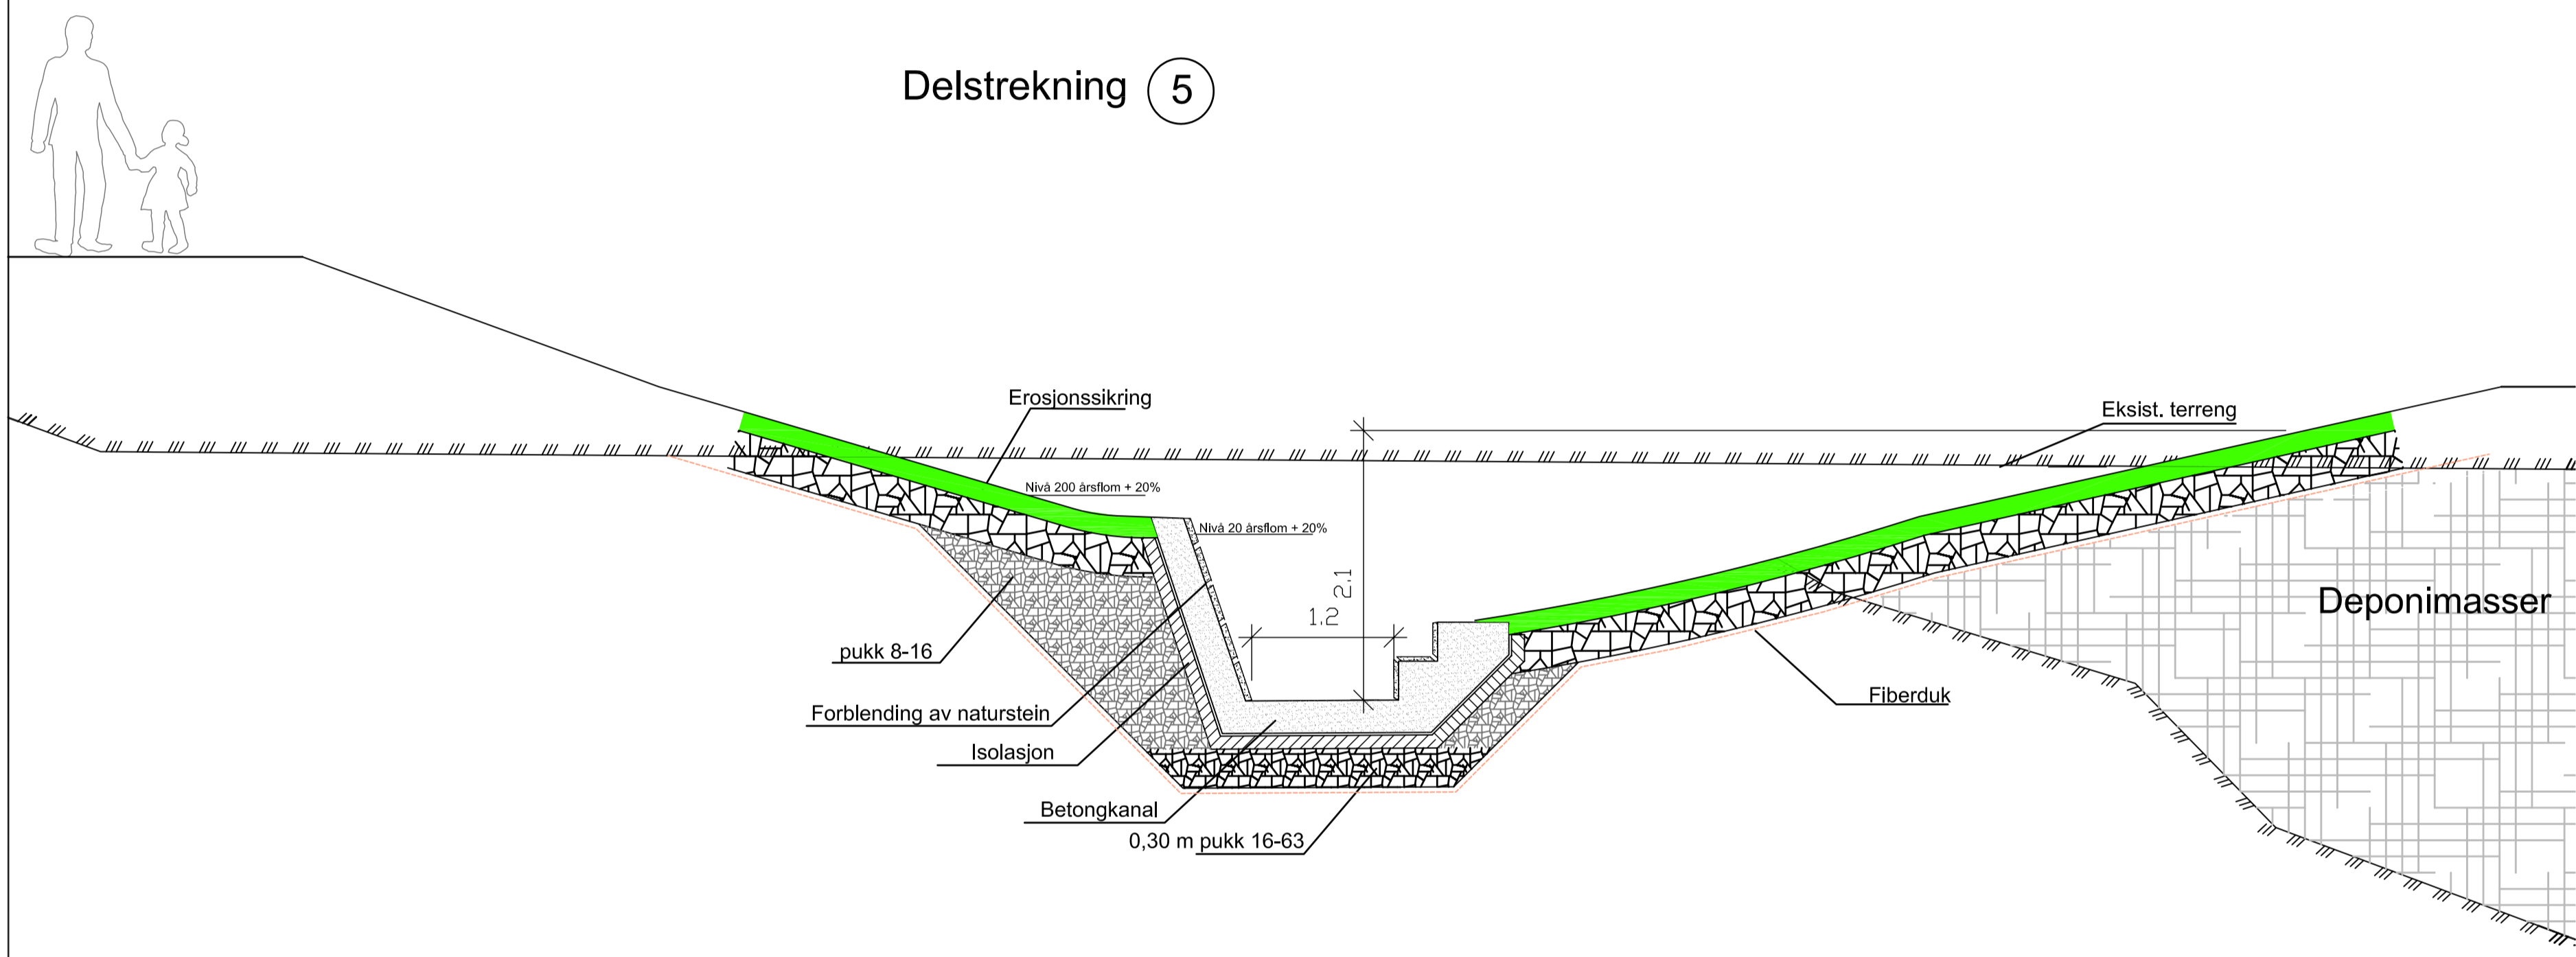 Delstrekning 5
Erosjonssikring
Eksist. terreng
Nivå 200 årsflom + 20%
Nivå 20 årsflom + 20%
2.1
1.2
Deponimasser
pukk 8-16
Fiberduk
Forblending av naturstein
Isolasjon
Betongkanal
0,30 m pukk 16-63